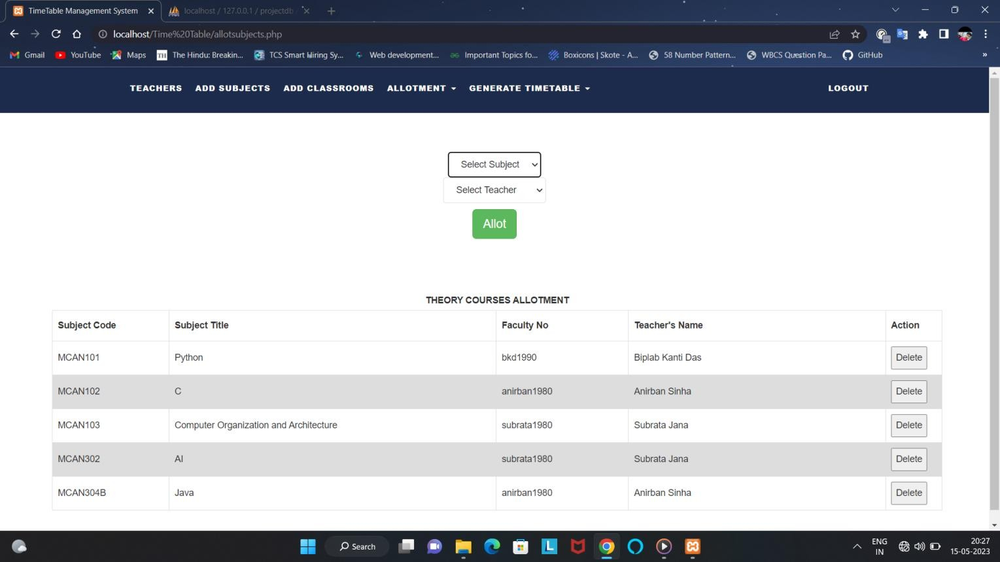 TimeTable Management System
localhost / 127.0.0.1 / projectdb
localhost/Time%20Table/allotsubjects.php
Gmail YouTube Maps The Hindu: Breakin... TCS Smart Hiring Sy... Web development... Important Topics fo... Boxicons | Skote - A... 58 Number Pattern... WBCS Question Pa... GitHub »
TEACHERS ADD SUBJECTS ADD CLASSROOMS ALLOTMENT GENERATE TIMETABLE LOGOUT
Select Subject
Select Teacher
Allot
THEORY COURSES ALLOTMENT
Subject Code Subject Title Faculty No Teacher's Name Action
MCAN101 Python bkd1990 Biplab Kanti Das Delete
MCAN102 C anirban1980 Anirban Sinha Delete
MCAN103 Computer Organization and Architecture subrata1980 Subrata Jana Delete
MCAN302 AI subrata1980 Subrata Jana Delete
MCAN304B Java anirban1980 Anirban Sinha Delete
Search
ENG
IN
20:27
15-05-2023